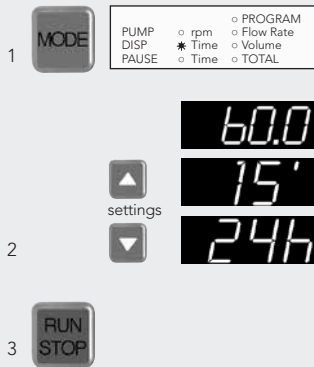 1
MODE
○ PROGRAM
PUMP ○ rpm ○ Flow Rate
DISP ✷ Time ○ Volume
PAUSE ○ Time ○ TOTAL
60.0
15'
settings
24h
2
RUN
STOP
3